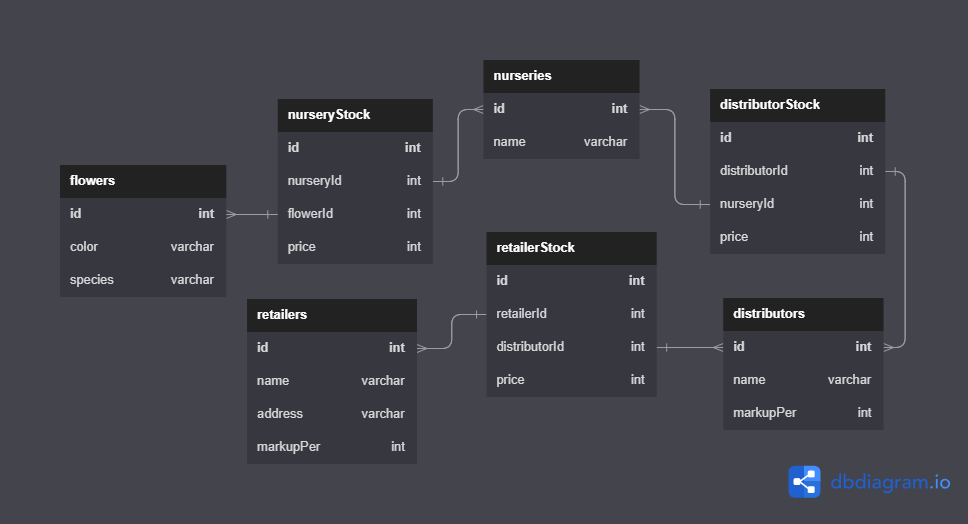 flowers
id int
color varchar
species varchar
nurseryStock
id int
nurseryId int
flowerId int
price int
nurseries
id int
name varchar
distributorStock
id int
distributorId int
nurseryId int
price int
retailers
id int
name varchar
address varchar
markupPer int
retailerStock
id int
retailerId int
distributorId int
price int
distributors
id int
name varchar
markupPer int
dbdiagram.io